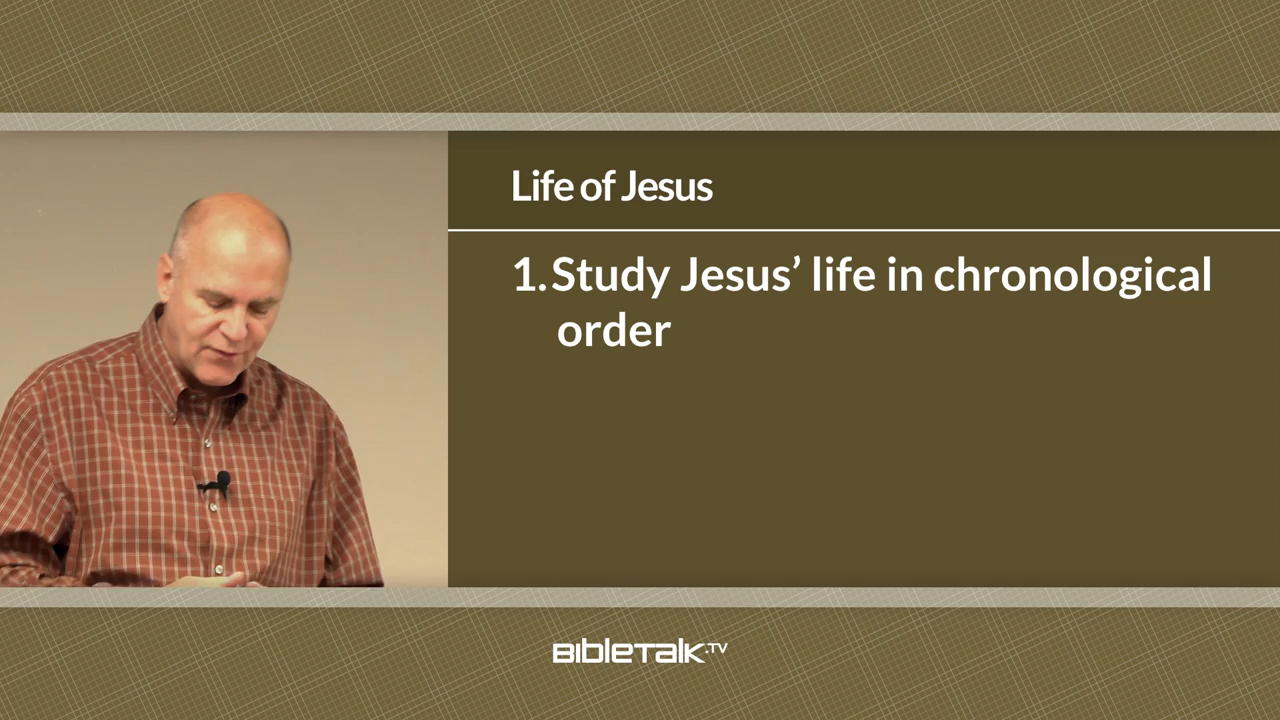 Life of Jesus
1. Study Jesus’ life in chronological
order
BIBLETALK.TV